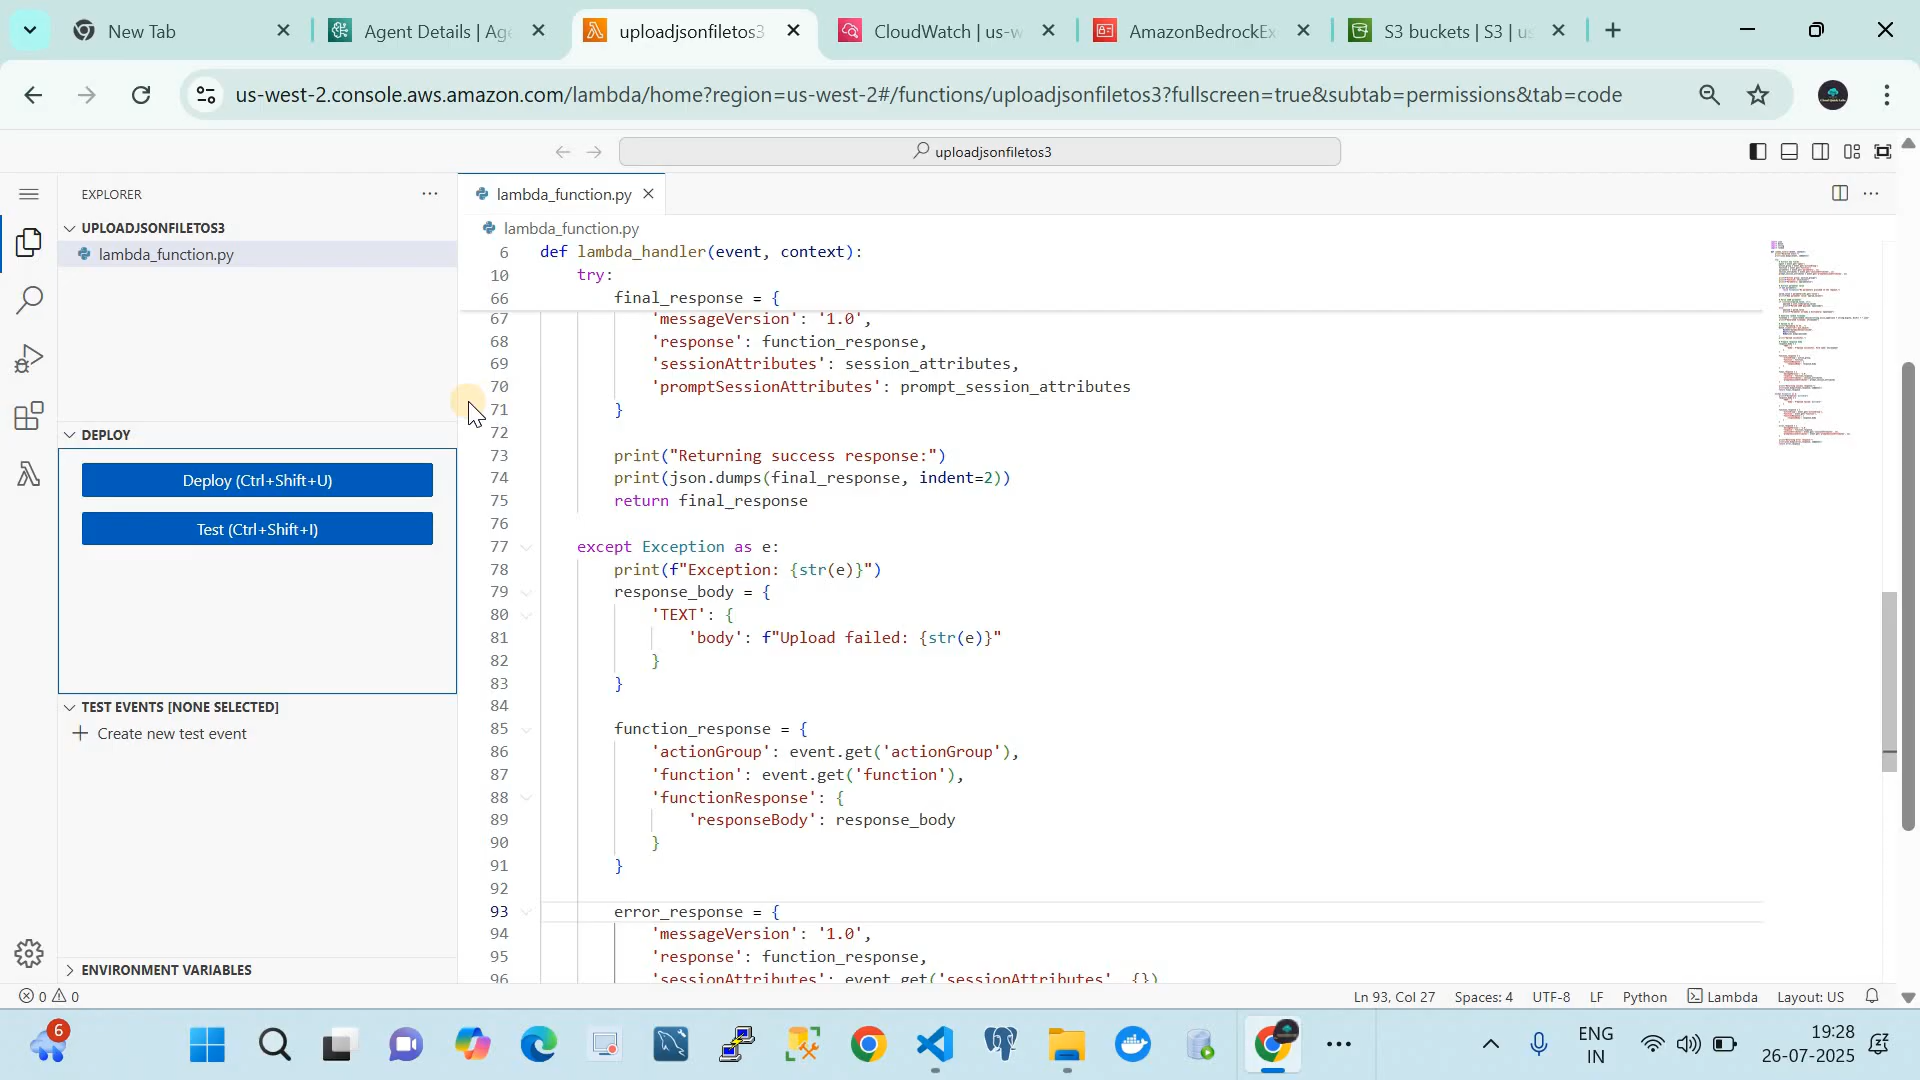 New Tab
Agent Details | Age
uploadjsonfiletos3
CloudWatch | us-w
AmazonBedrockEx
S3 buckets | S3 | us
us-west-2.console.aws.amazon.com/lambda/home?region=us-west-2#/functions/uploadjsonfiletos3?fullscreen=true&subtab=permissions&tab=code
uploadjsonfiletos3
EXPLORER
UPLOADJSONFILETOS3
lambda_function.py
DEPLOY
Deploy (Ctrl+Shift+U)
Test (Ctrl+Shift+I)
TEST EVENTS [NONE SELECTED]
Create new test event
ENVIRONMENT VARIABLES
lambda_function.py
lambda_function.py
6 def lambda_handler(event, context):
10 try:
66 final_response = {
67 'messageVersion': '1.0',
68 'response': function_response,
69 'sessionAttributes': session_attributes,
70 'promptSessionAttributes': prompt_session_attributes
71 }
72
73 print("Returning success response:")
74 print(json.dumps(final_response, indent=2))
75 return final_response
76
77 except Exception as e:
78 print(f"Exception: {str(e)}")
79 response_body = {
80 'TEXT': {
81 'body': f"Upload failed: {str(e)}"
82 }
83 }
84
85 function_response = {
86 'actionGroup': event.get('actionGroup'),
87 'function': event.get('function'),
88 'functionResponse': {
89 'responseBody': response_body
90 }
91 }
92
93 error_response = {
94 'messageVersion': '1.0',
95 'response': function_response,
96 'sessionAttributes': event.get('sessionAttributes', {})
0 0
Ln 93, Col 27
Spaces: 4
UTF-8
LF
Python
Lambda
Layout: US
6
ENG
IN
19:28
26-07-2025